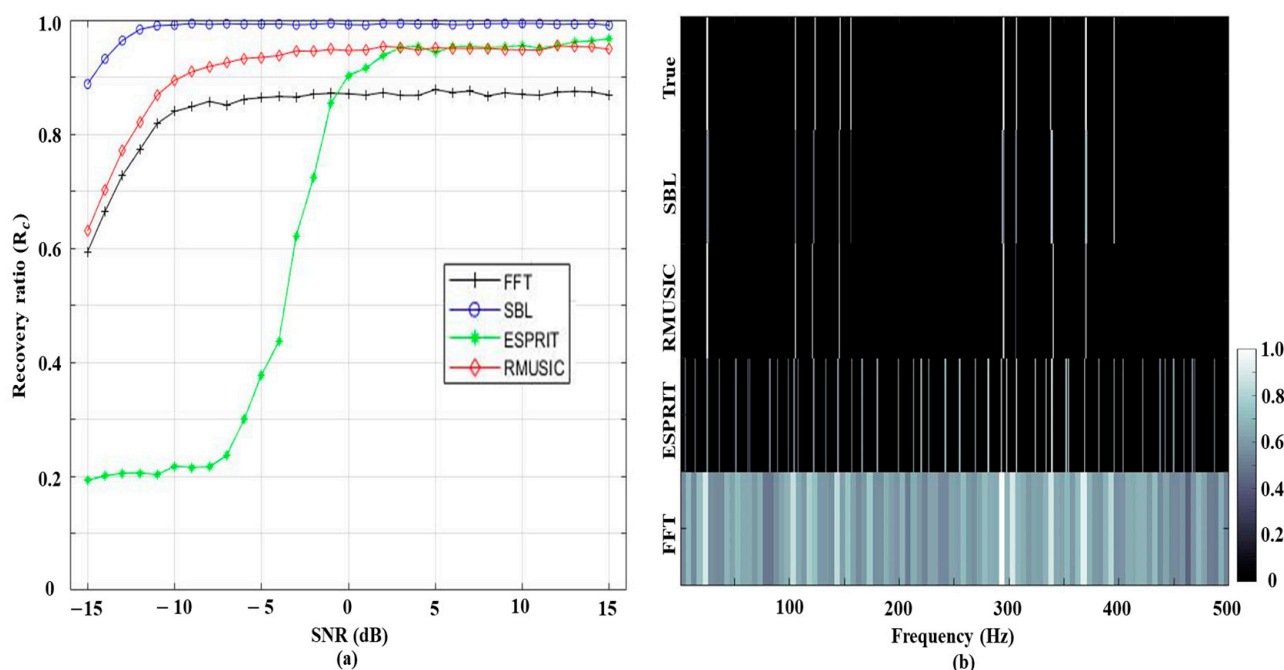 Recovery ratio (R_c)
1.0
0.8
0.6
0.4
0.2
0
−15
−10
−5
0
5
10
15
SNR (dB)
(a)
FFT
SBL
ESPRIT
RMUSIC
True
SBL
RMUSIC
ESPRIT
FFT
100
200
300
400
500
Frequency (Hz)
(b)
1.0
0.8
0.6
0.4
0.2
0